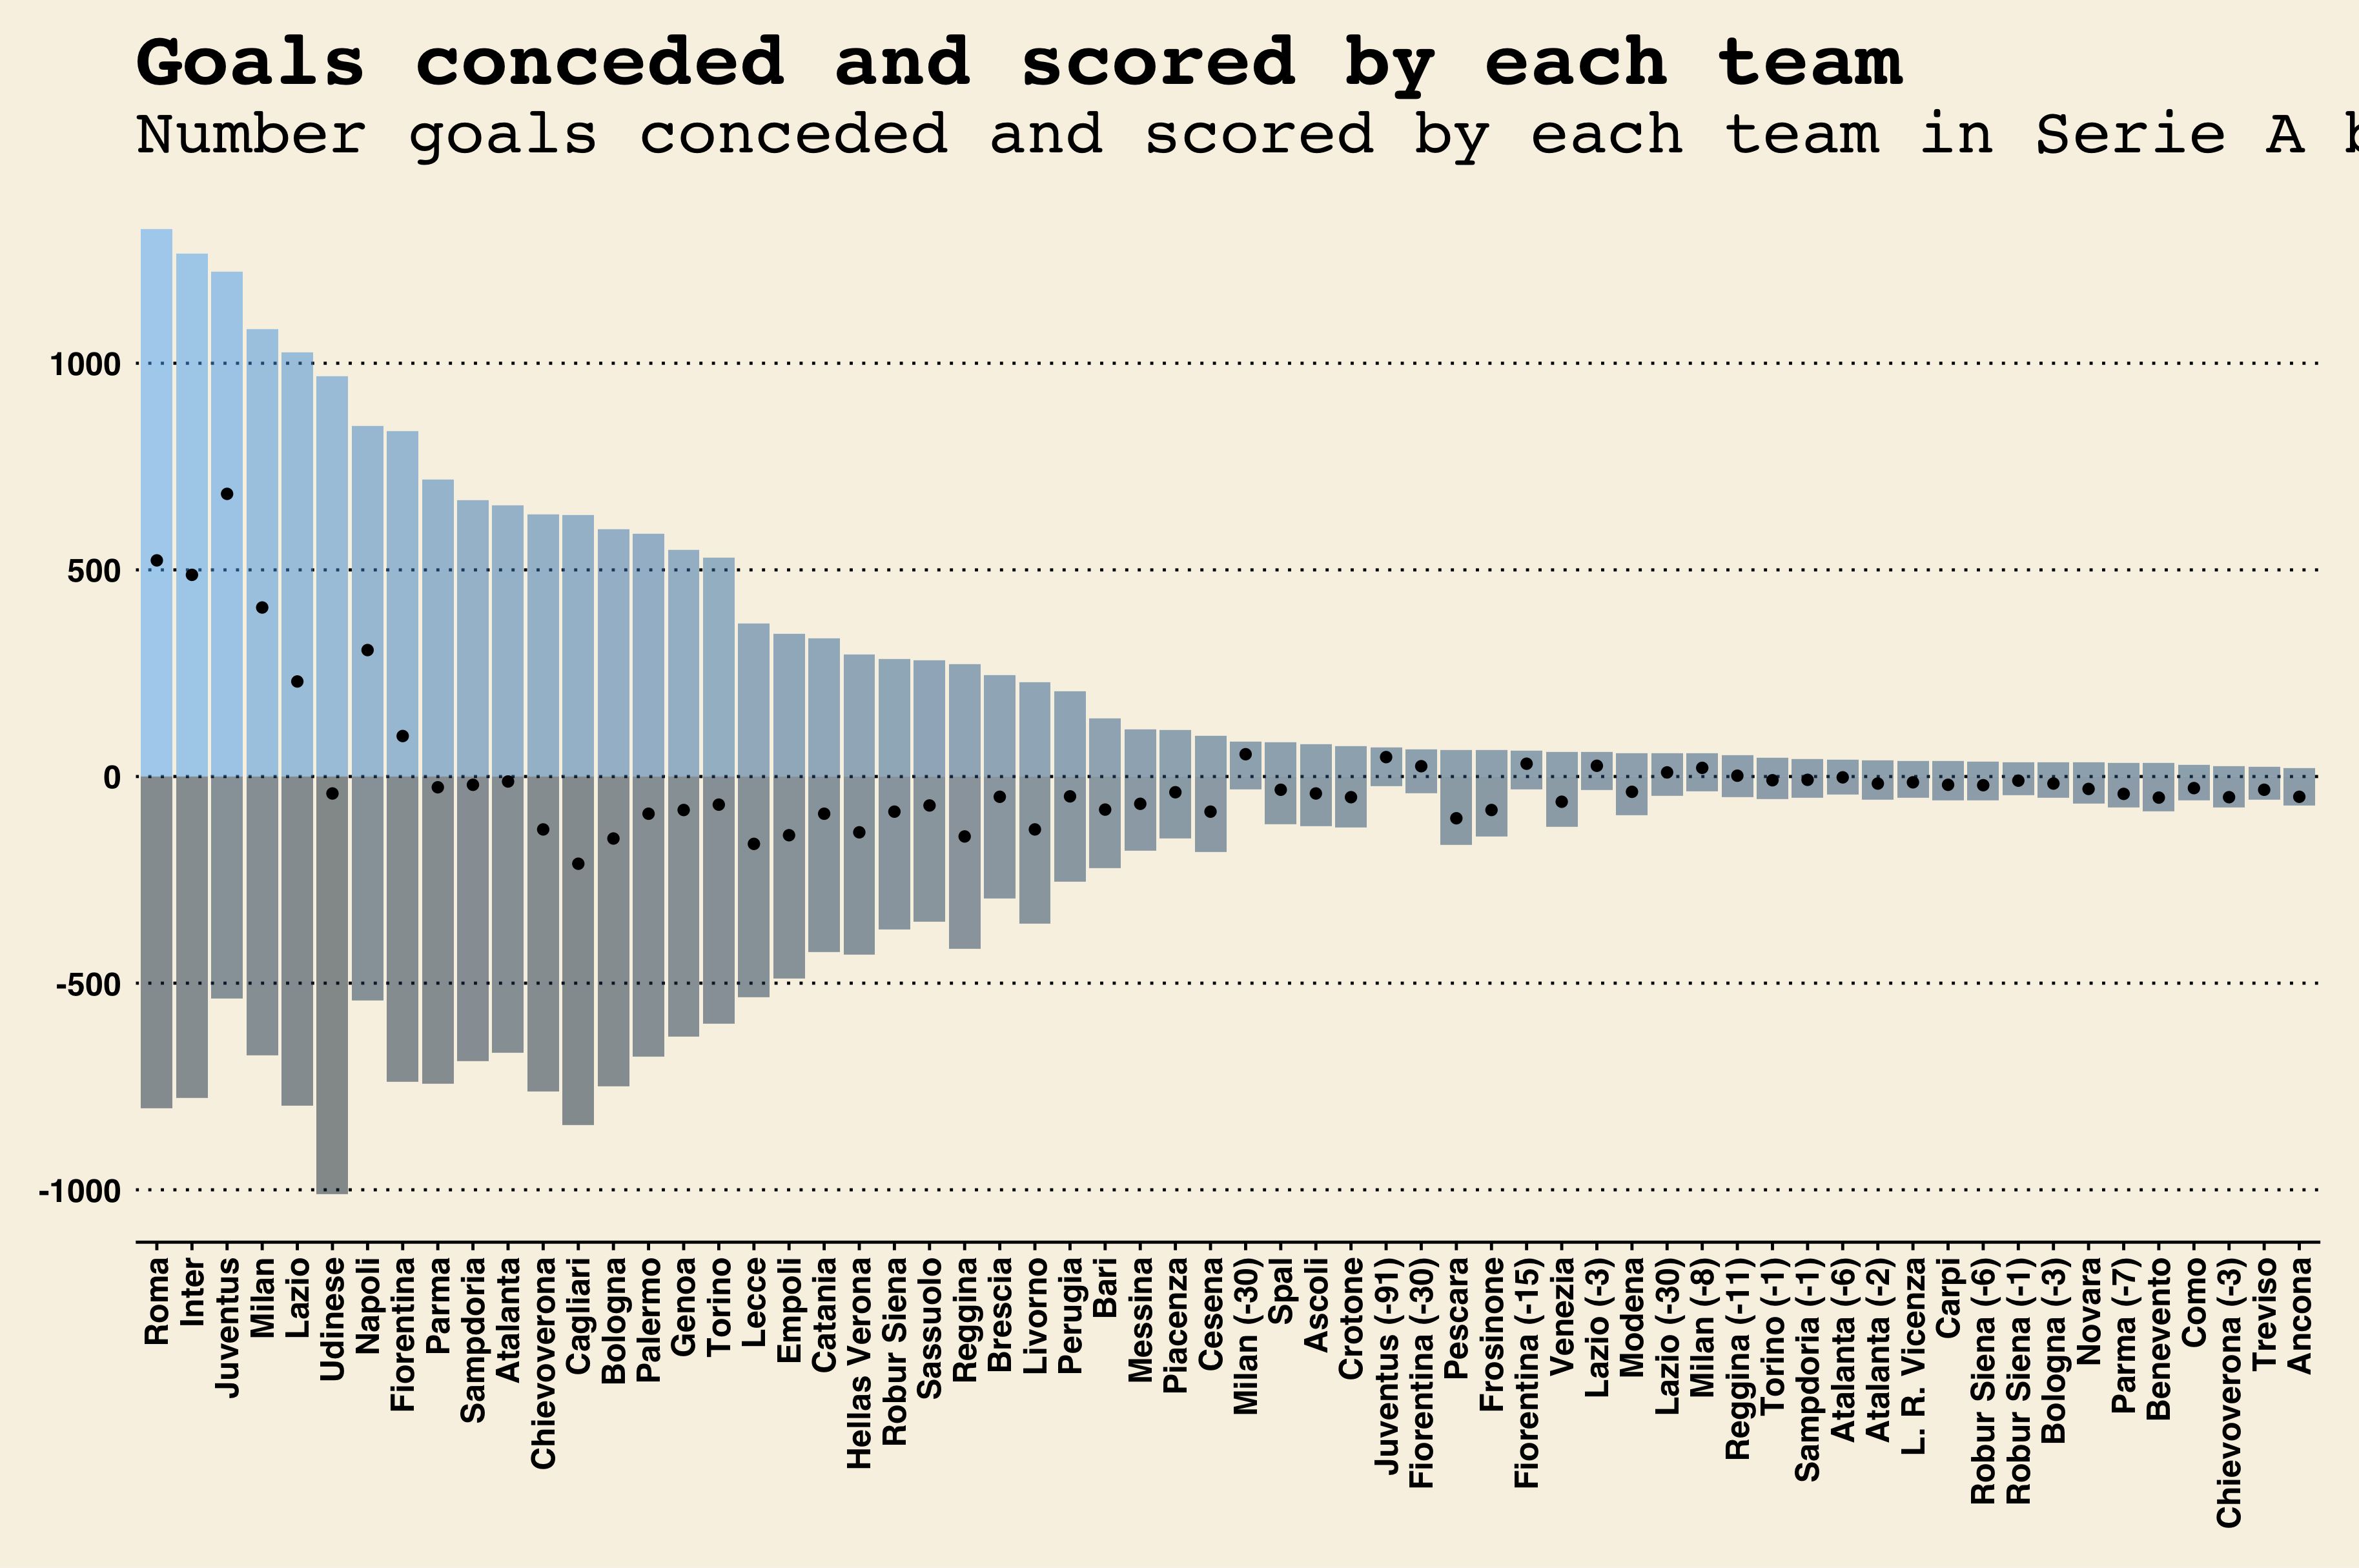 Goals conceded and scored by each team
Number goals conceded and scored by each team in Serie A b
1000
500
0
-500
-1000
Roma
Inter
Juventus
Milan
Lazio
Udinese
Napoli
Fiorentina
Parma
Sampdoria
Atalanta
Chievoverona
Cagliari
Bologna
Palermo
Genoa
Torino
Lecce
Empoli
Catania
Hellas Verona
Robur Siena
Sassuolo
Reggina
Brescia
Livorno
Perugia
Bari
Messina
Piacenza
Cesena
Milan (-30)
Spal
Ascoli
Crotone
Juventus (-91)
Fiorentina (-30)
Pescara
Frosinone
Fiorentina (-15)
Venezia
Lazio (-3)
Modena
Lazio (-30)
Milan (-8)
Reggina (-11)
Torino (-1)
Sampdoria (-1)
Atalanta (-6)
Atalanta (-2)
L. R. Vicenza
Carpi
Robur Siena (-6)
Robur Siena (-1)
Bologna (-3)
Novara
Parma (-7)
Benevento
Como
Chievoverona (-3)
Treviso
Ancona